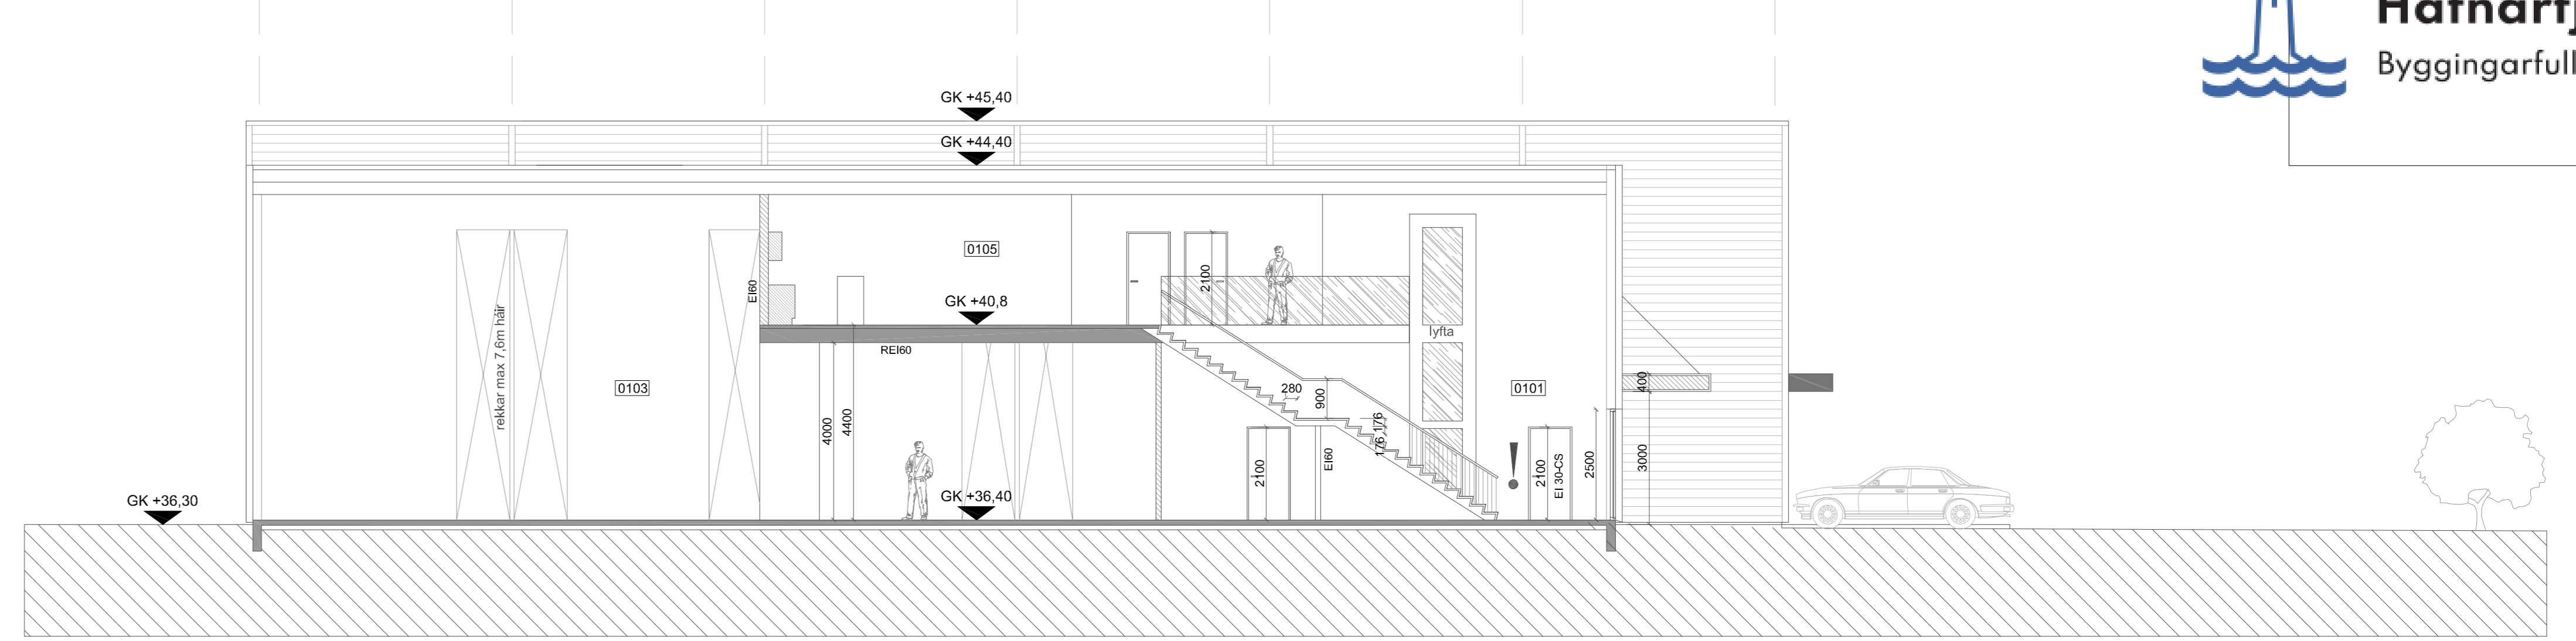 Hafnarfj
Byggingarfull
GK +45,40
GK +44,40
0105
2100
EI60
GK +40,8
lyfta
REI60
rekkar max 7,6m háir
0103
280
900
0101
400
4000
4400
176 176
2100
EI60
2100
EI 30-CS
2500
3000
GK +36,30
GK +36,40